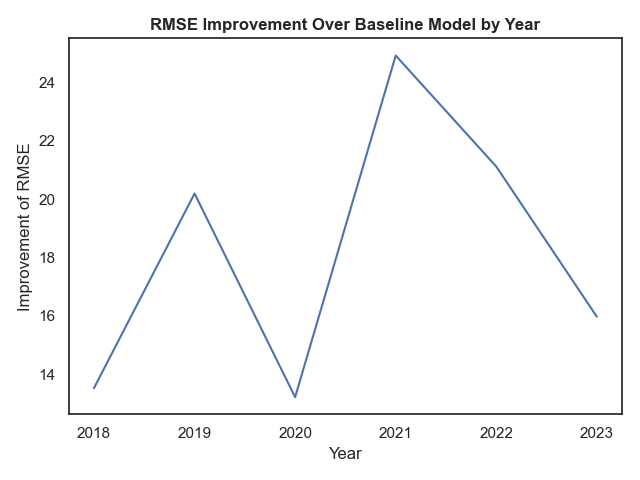 RMSE Improvement Over Baseline Model by Year
Improvement of RMSE
24
22
20
18
16
14
2018 2019 2020 2021 2022 2023
Year